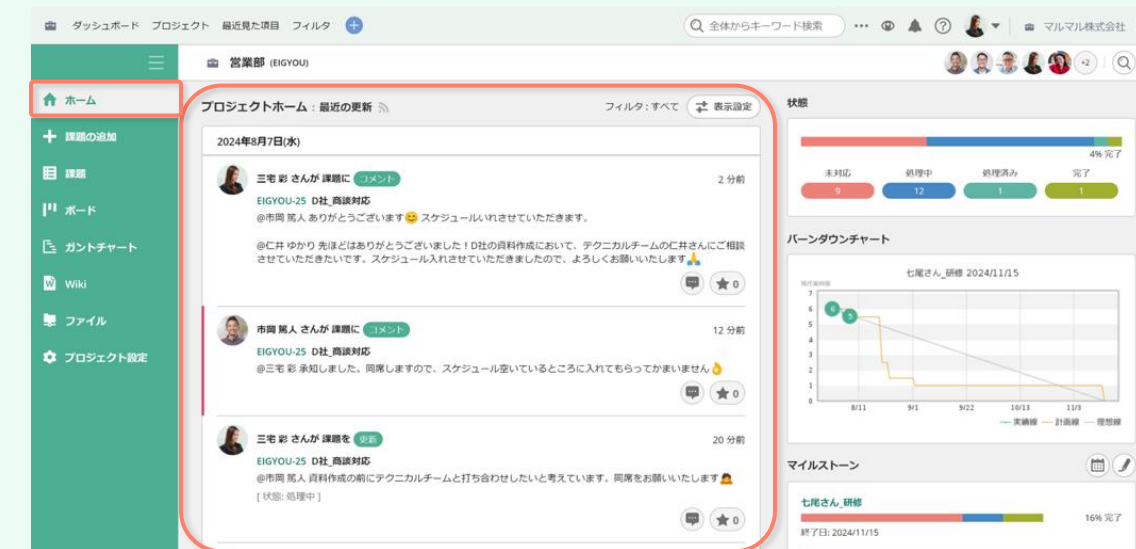 ダッシュボード プロジェクト 最近見た項目 フィルタ
全体からキーワード検索
マルマル株式会社
営業部 (EIGYOU)
+2
ホーム
課題の追加
課題
ボード
ガントチャート
Wiki
ファイル
プロジェクト設定
プロジェクトホーム : 最近の更新
フィルタ : すべて 表示設定
2024年8月7日(水)
三宅 彩 さんが 課題に コメント 2 分前
EIGYOU-25 D社_商談対応
@市岡 篤人 ありがとうございます😊 スケジュールいれさせていただきます。
@仁井 ゆかり 先ほどはありがとうございました！D社の資料作成において、テクニカルチームの仁井さんにご相談
させていただきたいです。スケジュール入れさせていただきましたので、よろしくお願いいたします🙏
0
市岡 篤人 さんが 課題に コメント 12 分前
EIGYOU-25 D社_商談対応
@三宅 彩 承知しました。同席しますので、スケジュール空いているところに入れてもらってかまいません👌
0
三宅 彩 さんが 課題を 更新 20 分前
EIGYOU-25 D社_商談対応
@市岡 篤人 資料作成の前にテクニカルチームと打ち合わせしたいと考えています。同席をお願いいたします🙇
[ 状態: 処理中 ]
0
状態
4% 完了
未対応 処理中 処理済み 完了
9 12 1 1
バーンダウンチャート
七尾さん_研修 2024/11/15
7
6
5
4
3
2
1
0
6
5
8/11 9/1 9/22 10/13 11/3
実績線 計画線 理想線
マイルストーン
七尾さん_研修
16% 完了
終了日: 2024/11/15